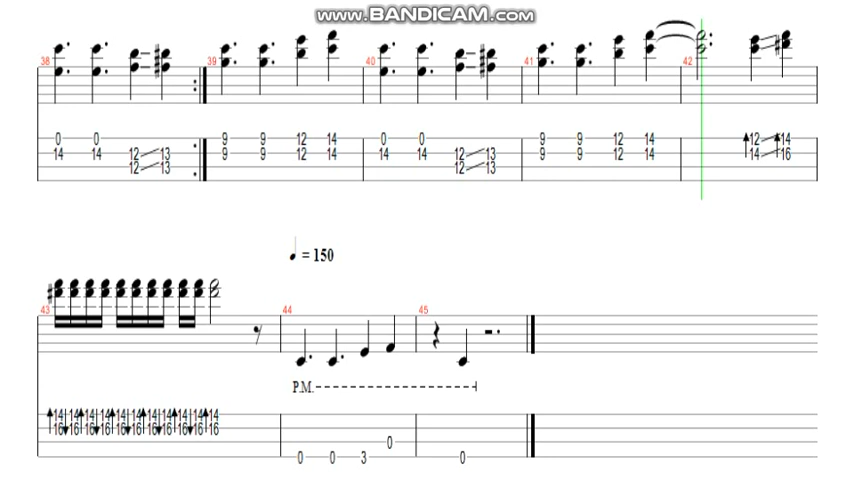 www.BANDICAM.com
38 39 40 41 42
0 0 9 9 12 14 0 0 9 9 12 14 12 14
14 14 12 13 9 9 12 14 14 14 12 13 9 9 12 14 14 16
12 13 12 13
= 150
43 44 45
P.M.
14 14 14 14 14 14 14 14 14 14 14
16 16 16 16 16 16 16 16 16 16 16
0
0 0 3 0